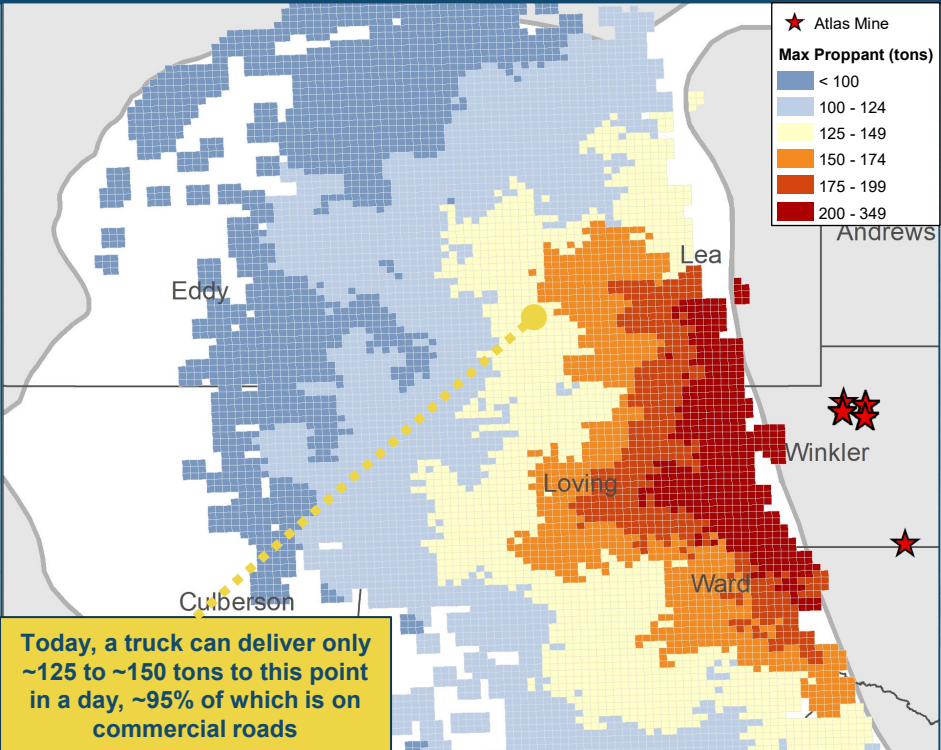 Atlas Mine
Max Proppant (tons)
< 100
100 - 124
125 - 149
150 - 174
175 - 199
200 - 349
Andrews
Lea
Eddy
Winkler
Loving
Ward
Culberson
Today, a truck can deliver only
~125 to ~150 tons to this point
in a day, ~95% of which is on
commercial roads